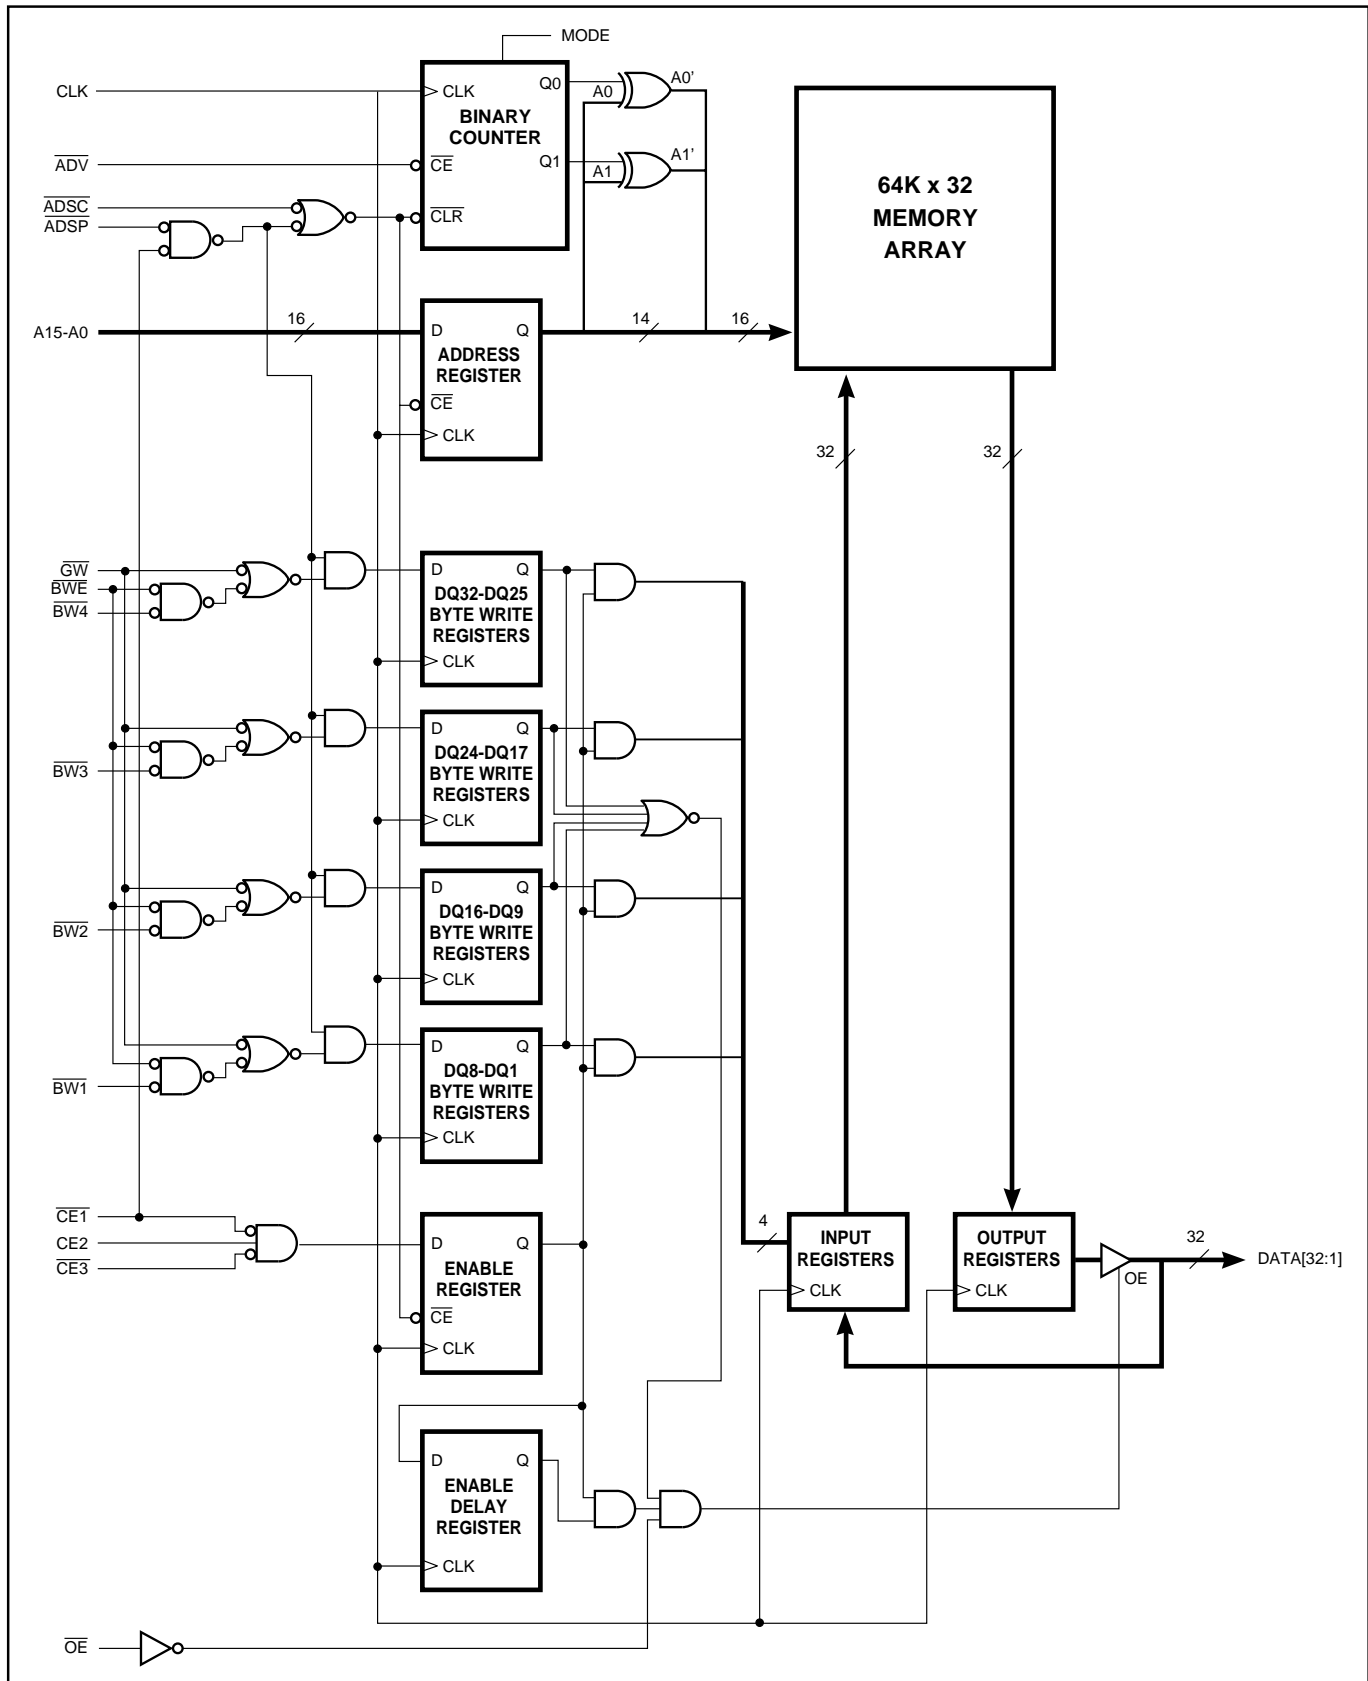 MODE
CLK
CLK
Q0
A0
A0'
BINARY
COUNTER
ADV
CE
Q1
A1
A1'
ADSC
ADSP
CLR
64K x 32
MEMORY
ARRAY
A15-A0
16
D
Q
14
16
ADDRESS
REGISTER
CE
CLK
32
32
GW
BWE
BW4
D
Q
DQ32-DQ25
BYTE WRITE
REGISTERS
CLK
BW3
D
Q
DQ24-DQ17
BYTE WRITE
REGISTERS
CLK
BW2
D
Q
DQ16-DQ9
BYTE WRITE
REGISTERS
CLK
BW1
D
Q
DQ8-DQ1
BYTE WRITE
REGISTERS
CLK
CE1
CE2
CE3
D
Q
ENABLE
REGISTER
CE
CLK
4
INPUT
REGISTERS
CLK
OUTPUT
REGISTERS
CLK
OE
32
DATA[32:1]
D
Q
ENABLE
DELAY
REGISTER
CLK
OE